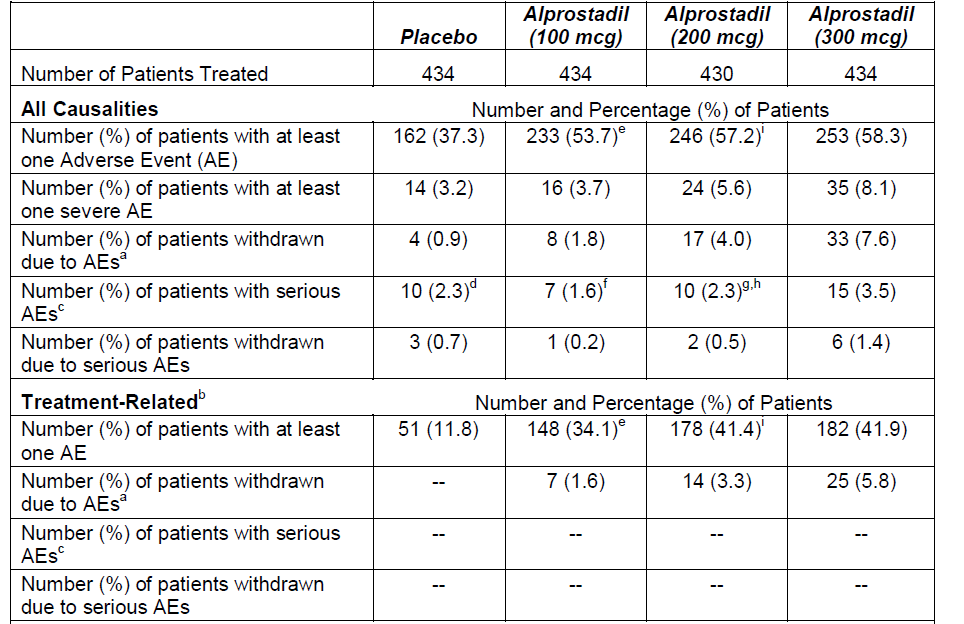 Placebo Alprostadil (100 mcg) Alprostadil (200 mcg) Alprostadil (300 mcg)
Number of Patients Treated 434 434 430 434
All Causalities Number and Percentage (%) of Patients
Number (%) of patients with at least 162 (37.3) 233 (53.7)e 246 (57.2)i 253 (58.3)
one Adverse Event (AE)
Number (%) of patients with at least 14 (3.2) 16 (3.7) 24 (5.6) 35 (8.1)
one severe AE
Number (%) of patients withdrawn 4 (0.9) 8 (1.8) 17 (4.0) 33 (7.6)
due to AEsa
Number (%) of patients with serious 10 (2.3)d 7 (1.6)f 10 (2.3)g,h 15 (3.5)
AEsc
Number (%) of patients withdrawn 3 (0.7) 1 (0.2) 2 (0.5) 6 (1.4)
due to serious AEs
Treatment-Relatedb Number and Percentage (%) of Patients
Number (%) of patients with at least 51 (11.8) 148 (34.1)e 178 (41.4)i 182 (41.9)
one AE
Number (%) of patients withdrawn -- 7 (1.6) 14 (3.3) 25 (5.8)
due to AEsa
Number (%) of patients with serious -- -- -- --
AEsc
Number (%) of patients withdrawn -- -- -- --
due to serious AEs